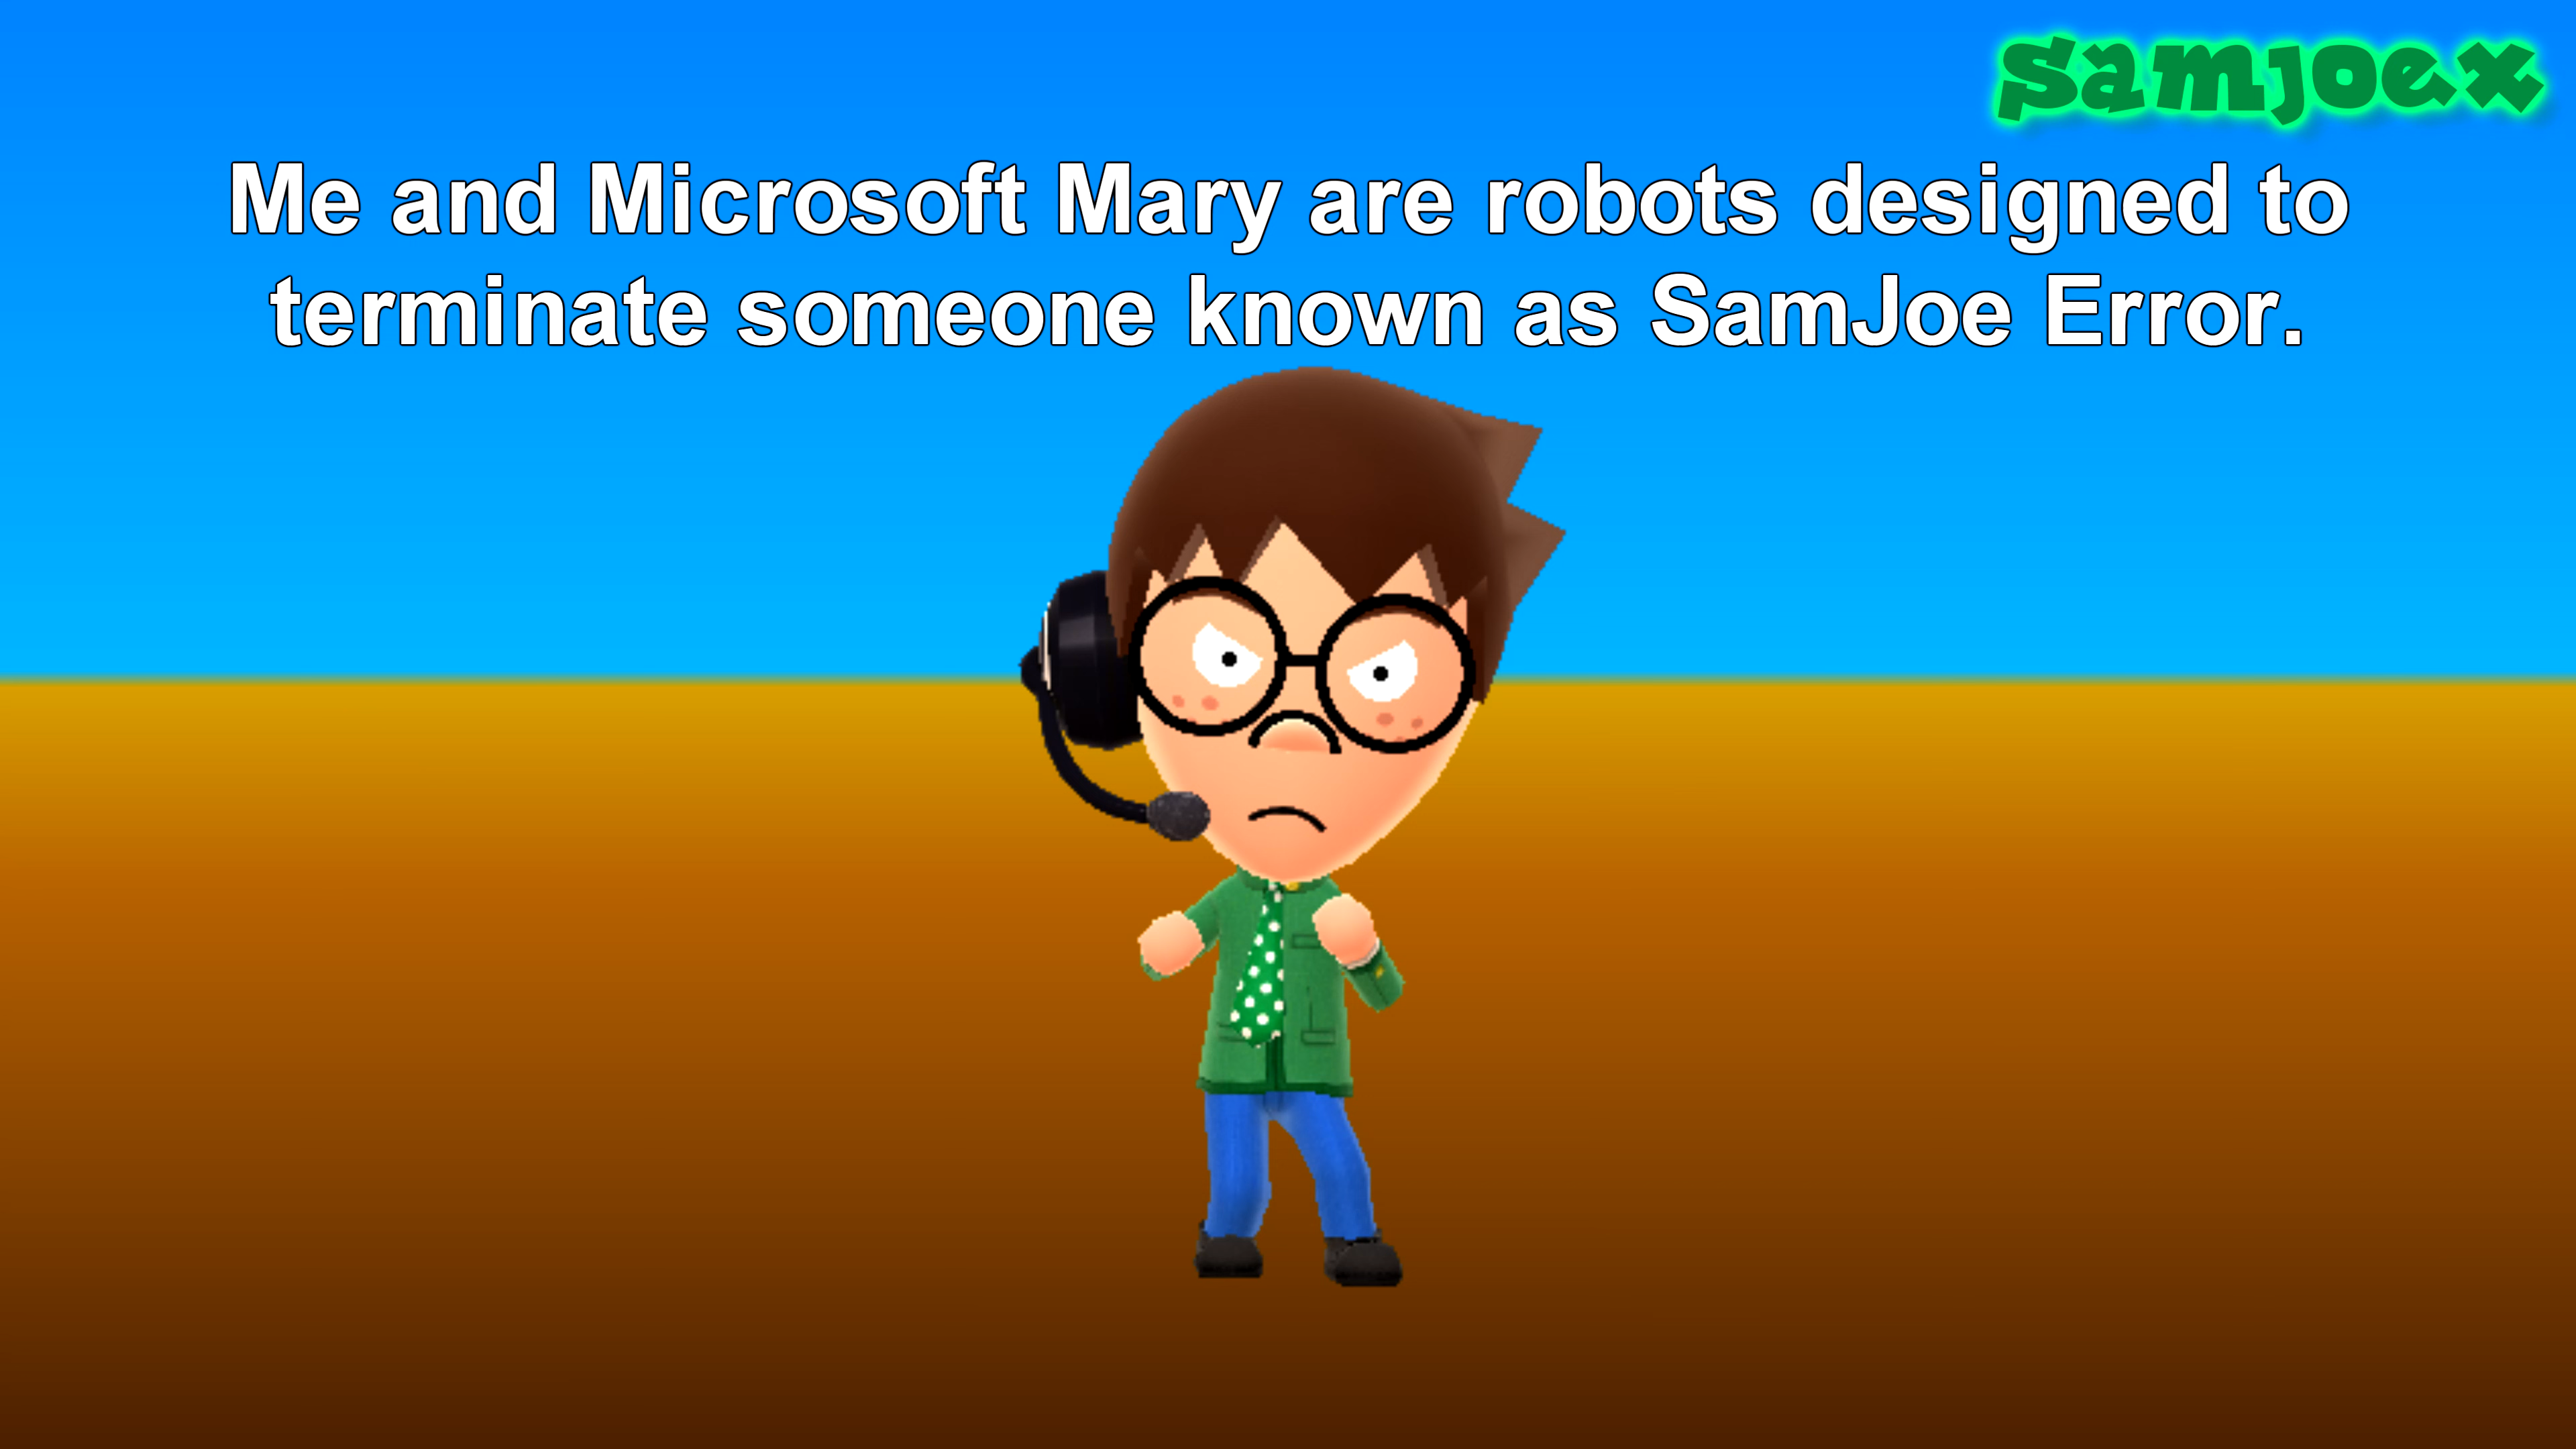 SamJoeX
Me and Microsoft Mary are robots designed to
terminate someone known as SamJoe Error.